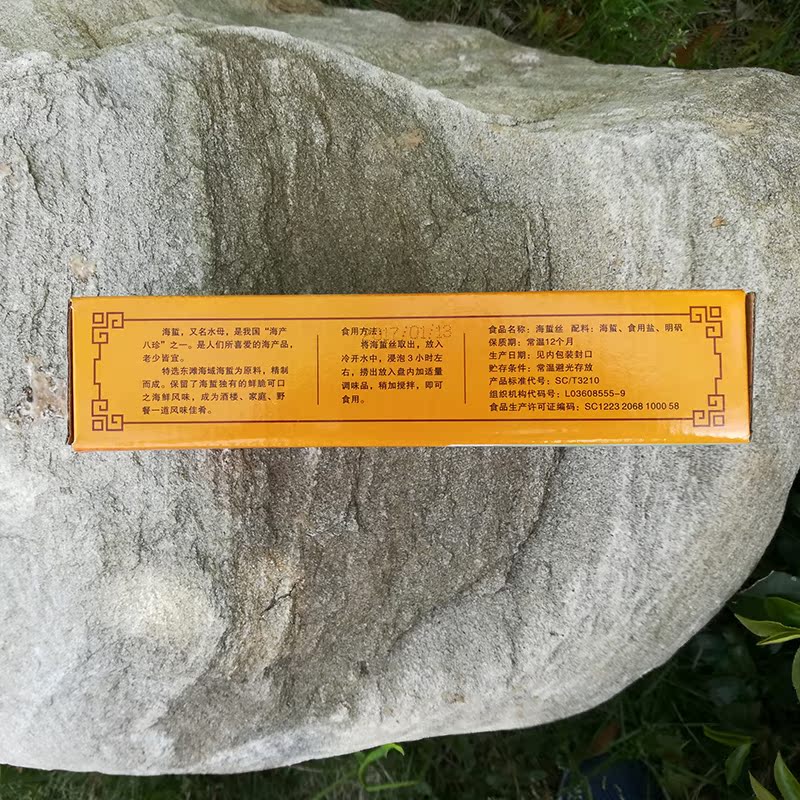 海蜇，又名水母，是我国“海产
八珍”之一。是人们所喜爱的海产品，
老少皆宜。
特选东滩海域海蜇为原料，精制
而成。保留了海蜇独有的鲜脆可口
之海鲜风味，成为酒楼、家庭、野
餐一道风味佳肴。
食用方法：
17/01/13
将海蜇丝取出，放入
冷开水中，浸泡3小时左
右，捞出放入盘内加适量
调味品，稍加搅拌，即可
食用。
食品名称：海蜇丝 配料：海蜇、食用盐、明矾
保质期：常温12个月
生产日期：见内包装封口
贮存条件：常温避光存放
产品标准代号：SC/T3210
组织机构代码号：L03608555-9
食品生产许可证编码：SC1223 2068 1000 58